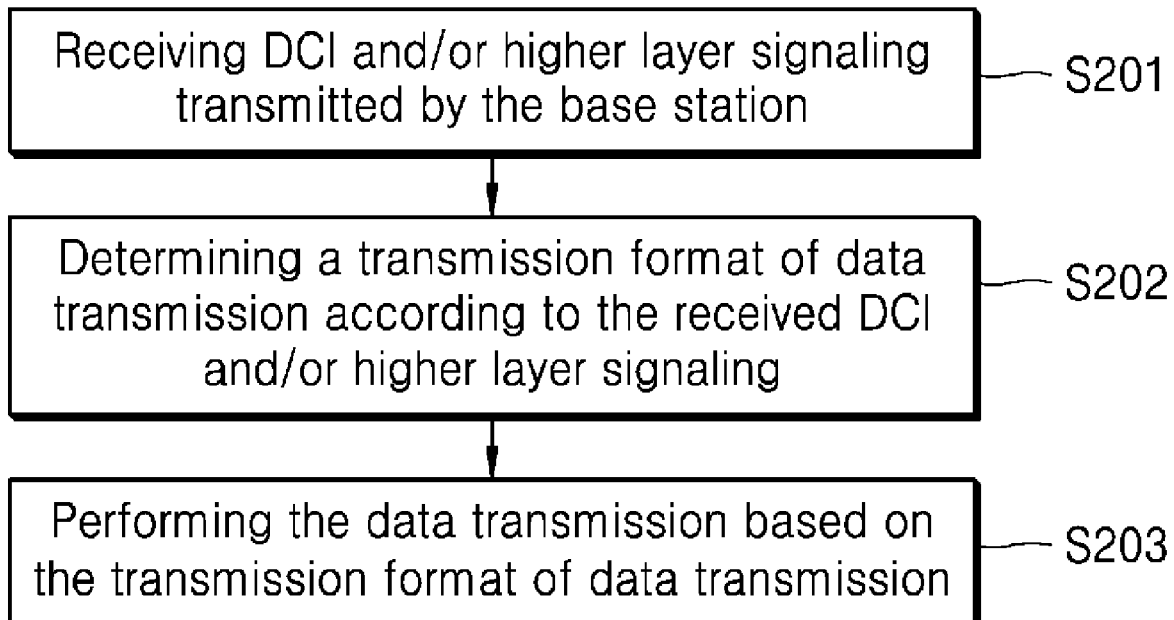 Receiving DCI and/or higher layer signaling
transmitted by the base station
S201
Determining a transmission format of data
transmission according to the received DCI
and/or higher layer signaling
S202
Performing the data transmission based on
the transmission format of data transmission
S203